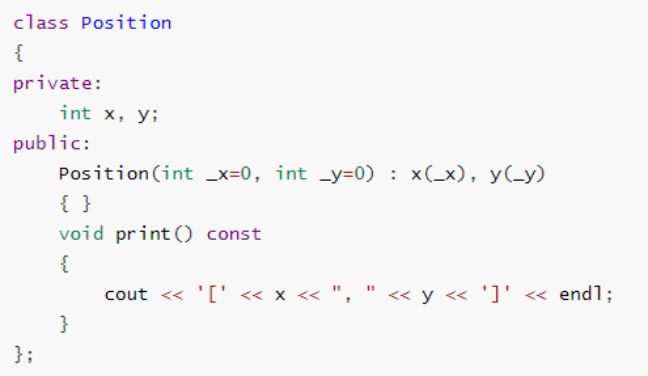 class Position
{
private:
    int x, y;
public:
    Position(int _x=0, int _y=0) : x(_x), y(_y)
    { }
    void print() const
    {
        cout << '[' << x << ", " << y << ']' << endl;
    }
};